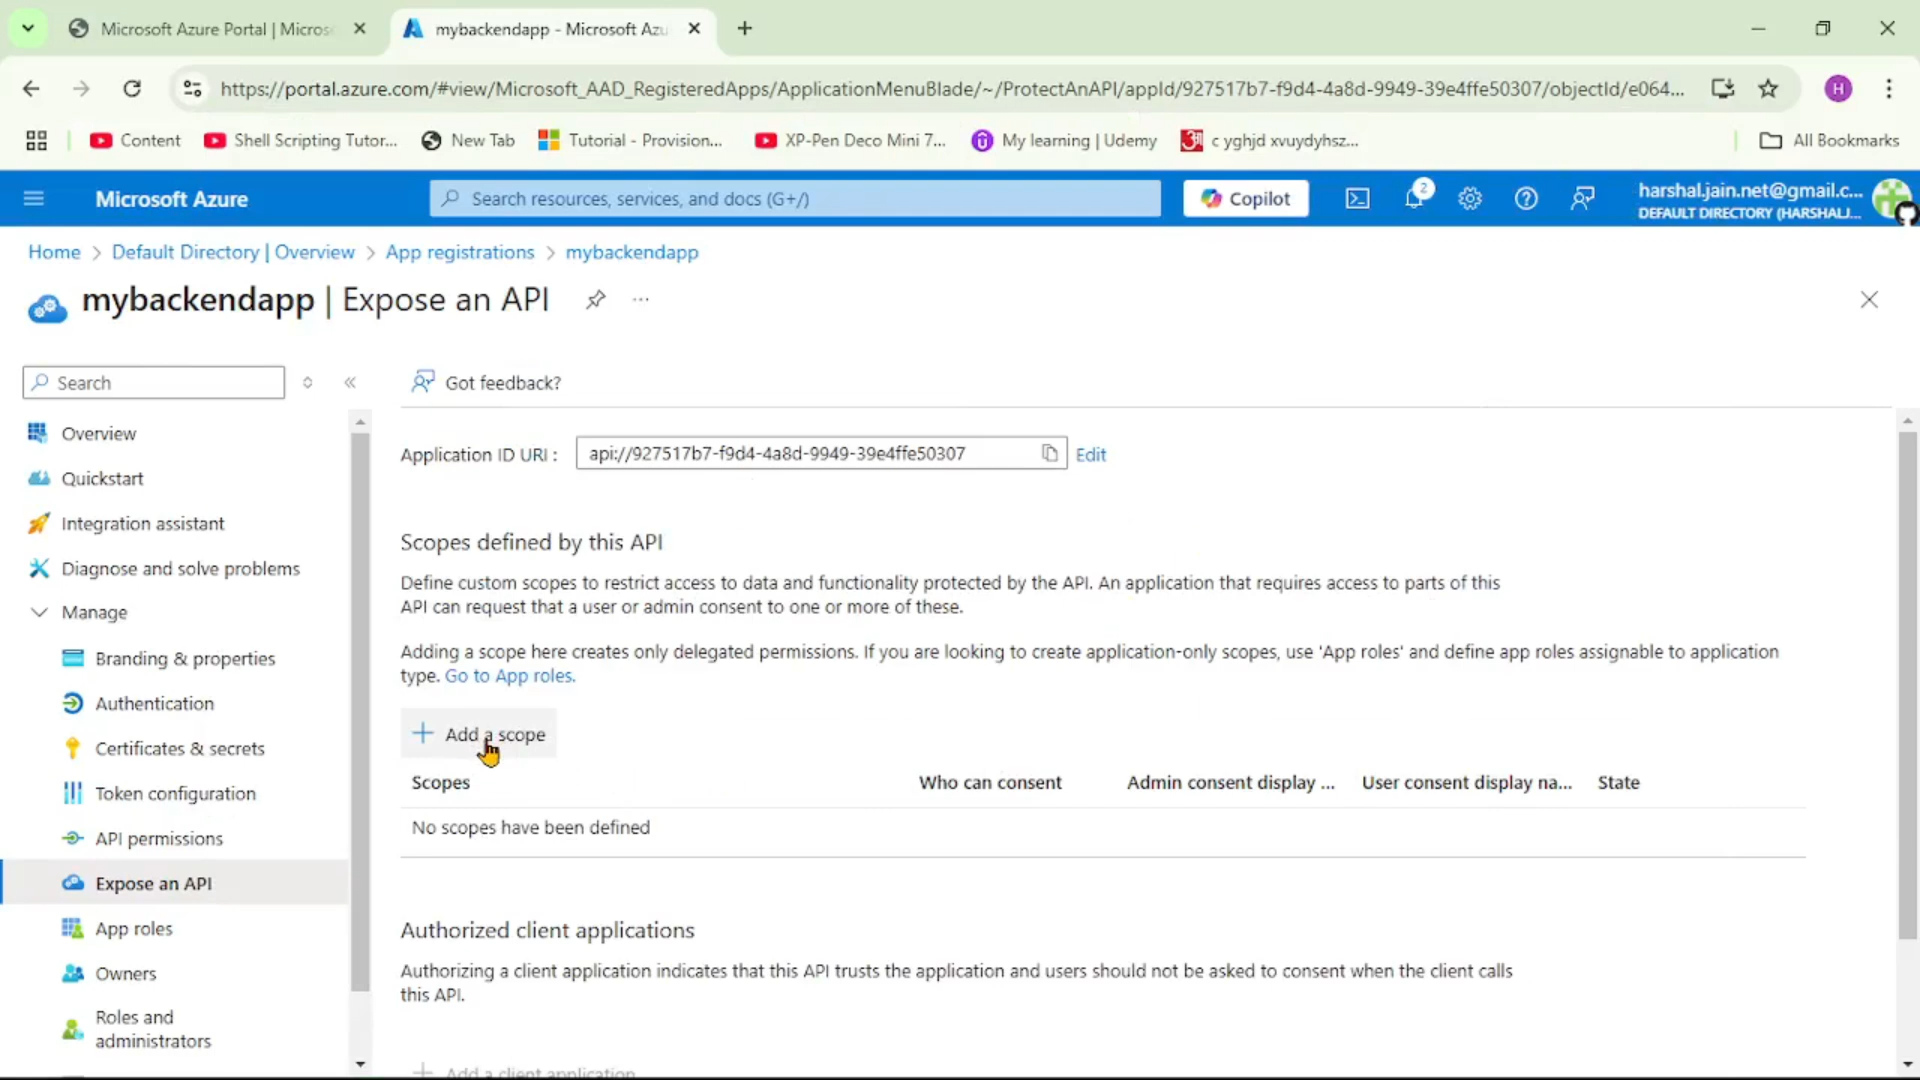 Microsoft Azure Portal | Micros
mybackendapp - Microsoft Azu
https://portal.azure.com/#view/Microsoft_AAD_RegisteredApps/ApplicationMenuBlade/~/ProtectAnAPI/appId/927517b7-f9d4-4a8d-9949-39e4ffe50307/objectId/e064...
H
Content
Shell Scripting Tutor...
New Tab
Tutorial - Provision...
XP-Pen Deco Mini 7...
My learning | Udemy
c yghjd xvuydyhsz...
All Bookmarks
Microsoft Azure
Search resources, services, and docs (G+/)
Copilot
2
harshal.jain.net@gmail.c...
DEFAULT DIRECTORY (HARSHALJ...
Home > Default Directory | Overview > App registrations > mybackendapp
mybackendapp | Expose an API
...
Search
Got feedback?
Overview
Quickstart
Integration assistant
Diagnose and solve problems
Manage
Branding & properties
Authentication
Certificates & secrets
Token configuration
API permissions
Expose an API
App roles
Owners
Roles and
administrators
Application ID URI :
api://927517b7-f9d4-4a8d-9949-39e4ffe50307
Edit
Scopes defined by this API
Define custom scopes to restrict access to data and functionality protected by the API. An application that requires access to parts of this
API can request that a user or admin consent to one or more of these.
Adding a scope here creates only delegated permissions. If you are looking to create application-only scopes, use 'App roles' and define app roles assignable to application
type. Go to App roles.
Add a scope
Scopes
Who can consent
Admin consent display ...
User consent display na...
State
No scopes have been defined
Authorized client applications
Authorizing a client application indicates that this API trusts the application and users should not be asked to consent when the client calls
this API.
Add a client application